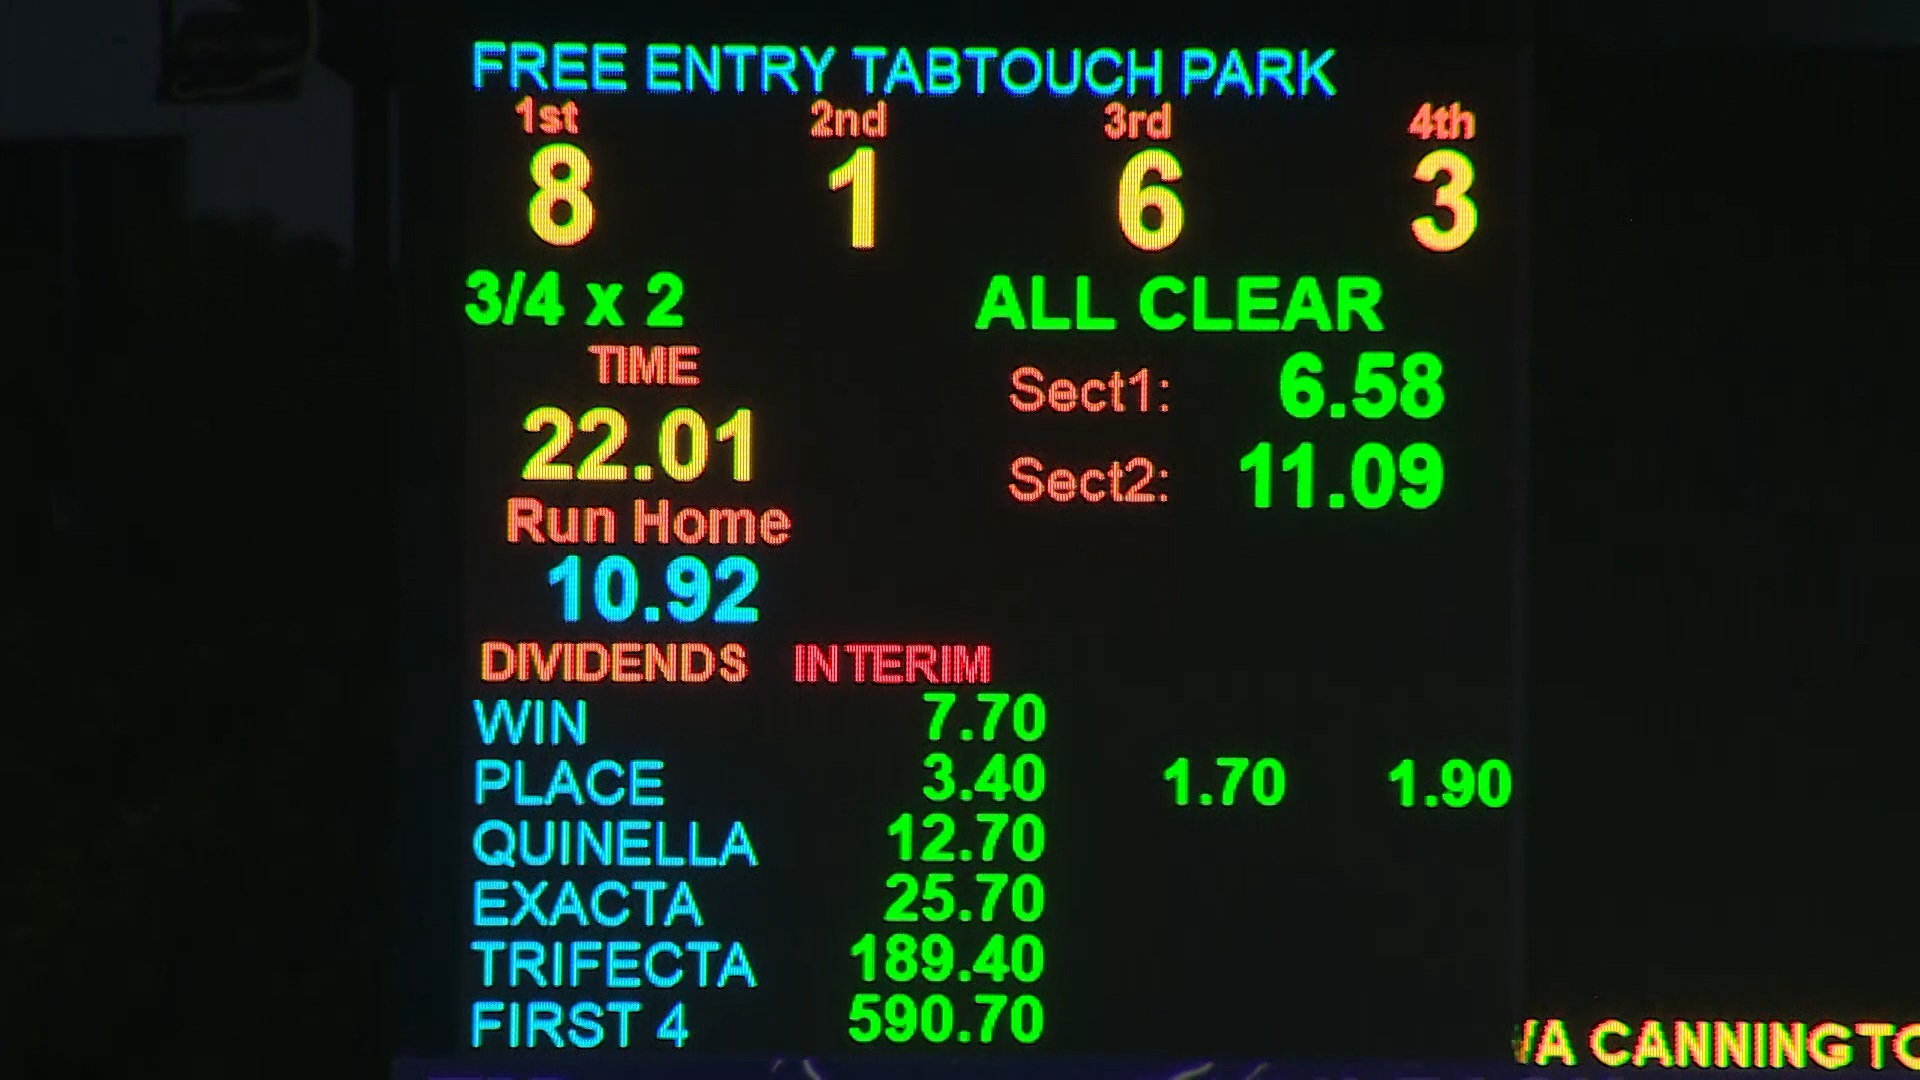 FREE ENTRY TABTOUCH PARK
1st 2nd 3rd 4th
8 1 6 3
3/4 x 2 ALL CLEAR
TIME
Sect1: 6.58
22.01
Sect2: 11.09
Run Home
10.92
DIVIDENDS INTERIM
WIN 7.70
PLACE 3.40 1.70 1.90
QUINELLA 12.70
EXACTA 25.70
TRIFECTA 189.40
FIRST 4 590.70